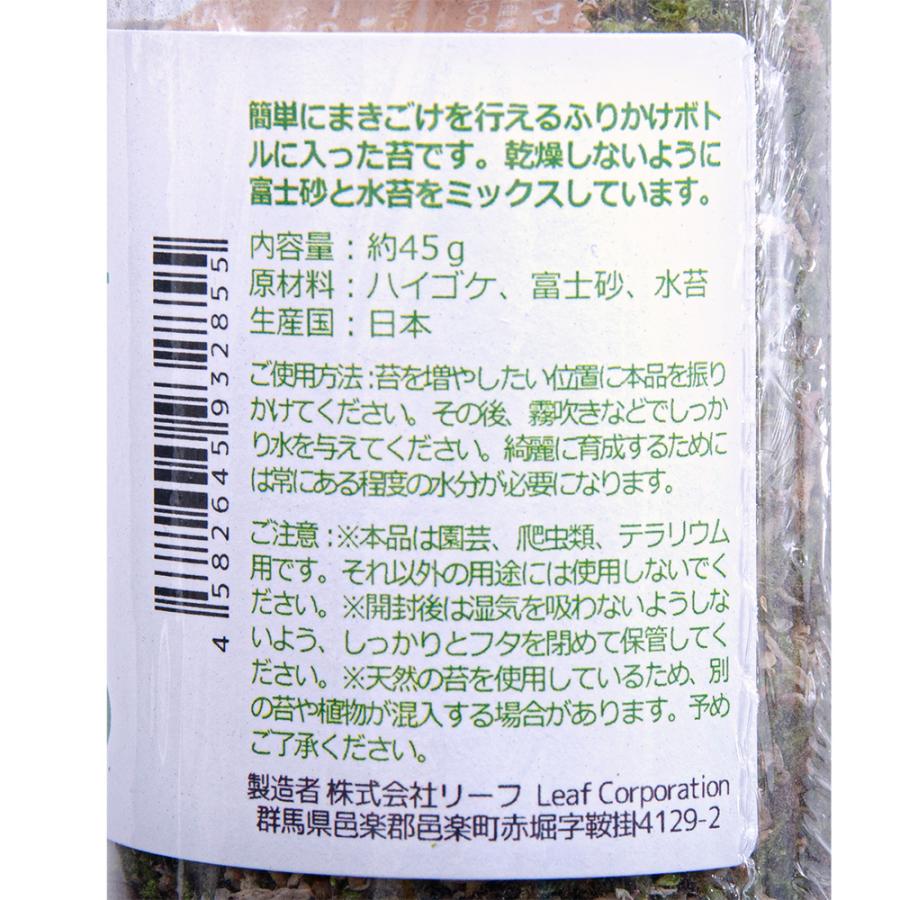 簡単にまきごけを行えるふりかけボト
ルに入った苔です。乾燥しないように
富士砂と水苔をミックスしています。
内容量：約45g
原材料：ハイゴケ、富士砂、水苔
生産国：日本
ご使用方法：苔を増やしたい位置に本品を振り
かけてください。その後、霧吹きなどでしっか
り水を与えてください。綺麗に育成するために
は常にある程度の水分が必要になります。
ご注意：※本品は園芸、爬虫類、テラリウム
用です。それ以外の用途には使用しないでく
ださい。※開封後は湿気を吸わないようしな
いよう、しっかりとフタを閉めて保管してく
ださい。※天然の苔を使用しているため、別
の苔や植物が混入する場合があります。予め
ご了承ください。
製造者 株式会社リーフ Leaf Corporation
群馬県邑楽郡邑楽町赤堀字鞍掛4129-2
4582645932855